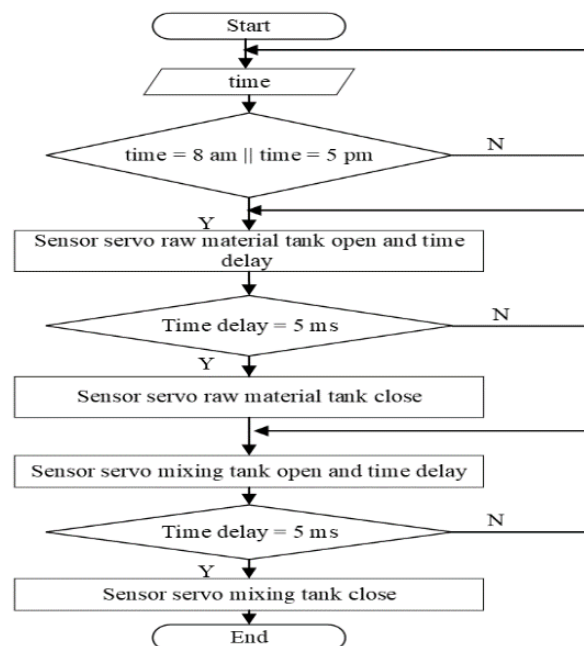 Start
time
time = 8 am || time = 5 pm
N
Y
Sensor servo raw material tank open and time
delay
Time delay = 5 ms
N
Y
Sensor servo raw material tank close
Sensor servo mixing tank open and time delay
Time delay = 5 ms
N
Y
Sensor servo mixing tank close
End